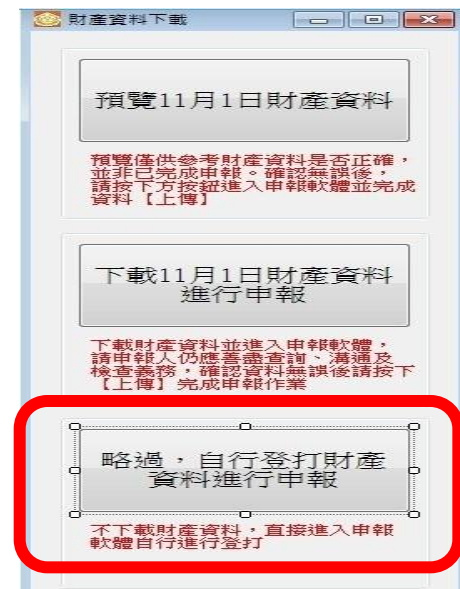 財產資料下載
預覽11月1日財產資料
預覽僅供參考財產資料是否正確，
並非已完成申報。確認無誤後，
請按下方按鈕進入申報軟體並完成
資料【上傳】
下載11月1日財產資料
進行申報
下載財產資料並進入申報軟體，
請申報人仍應善盡查詢、溝通及
檢查義務，確認資料無誤後請按下
【上傳】完成申報作業
略過，自行登打財產
資料進行申報
不下載財產資料，直接進入申報
軟體自行進行登打